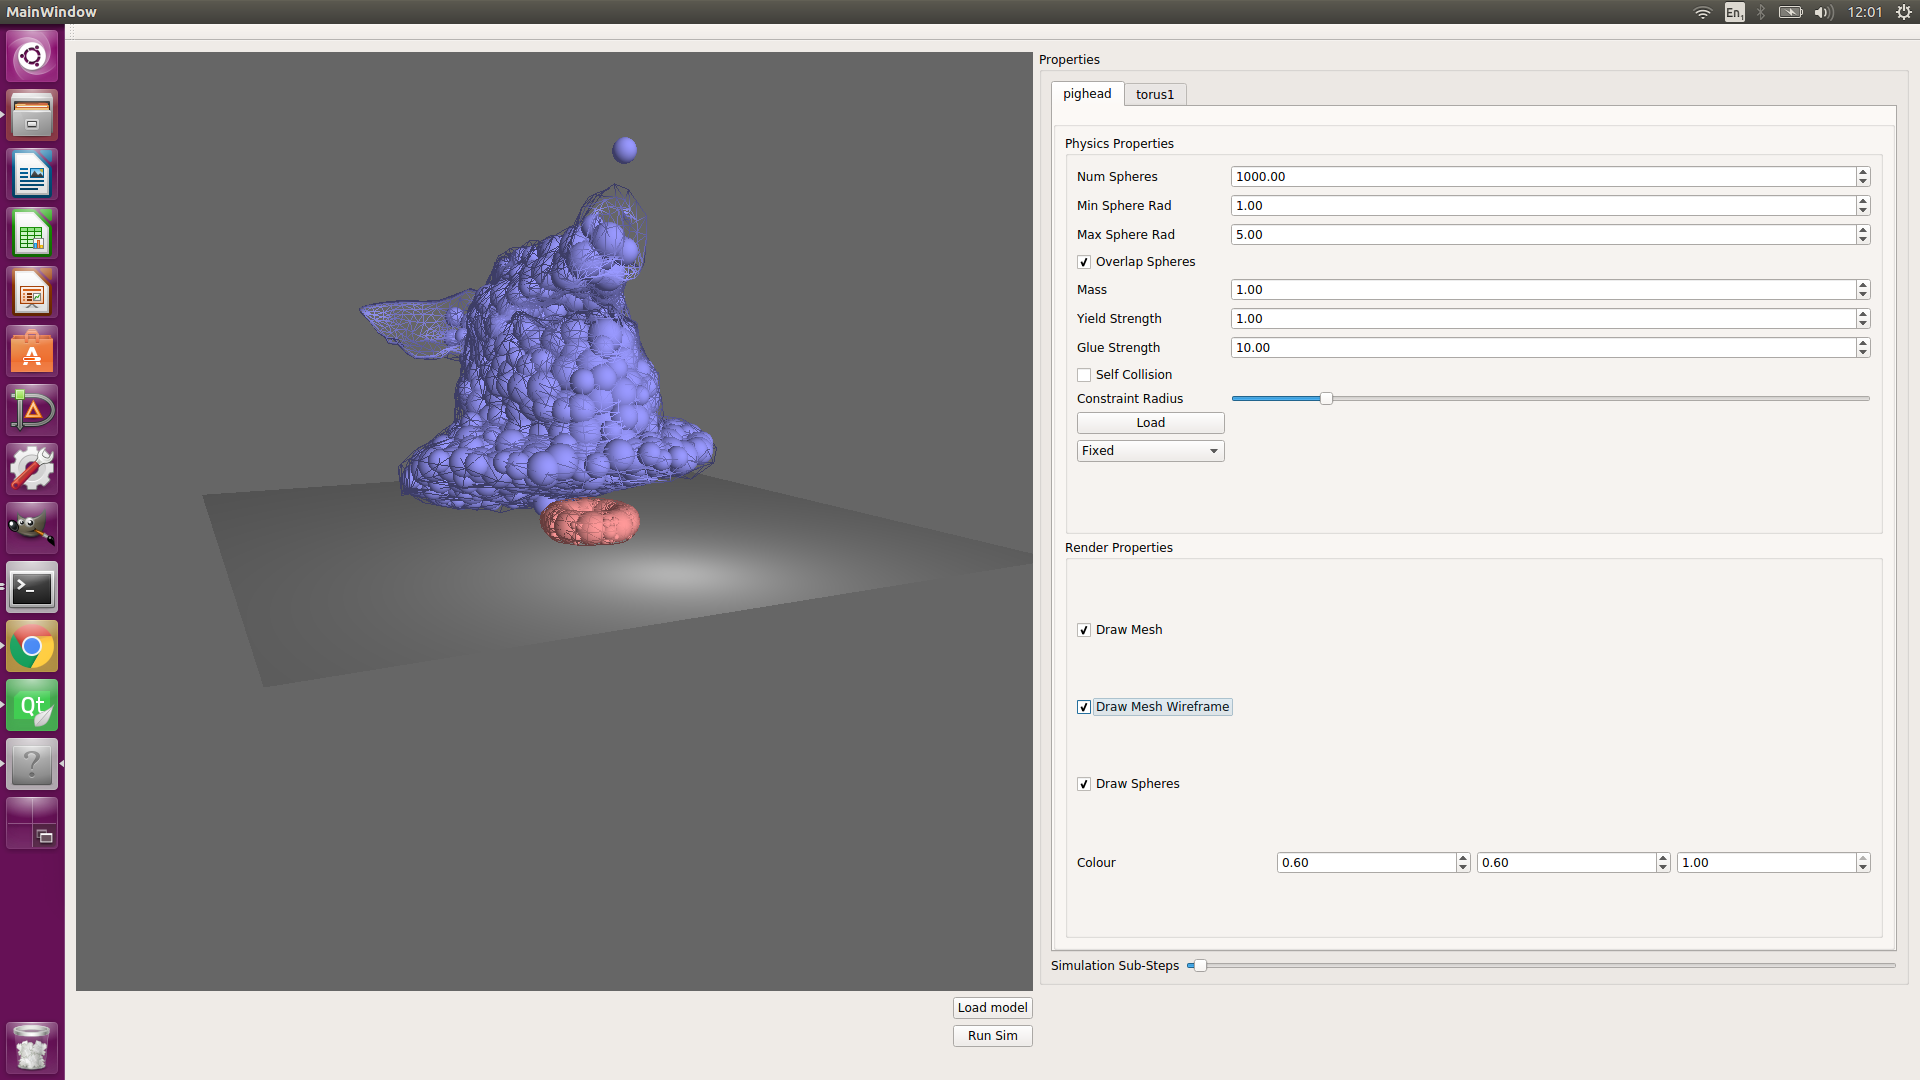 MainWindow
En1
12:01
Properties
pighead
torus1
Physics Properties
Num Spheres 1000.00
Min Sphere Rad 1.00
Max Sphere Rad 5.00
Overlap Spheres
Mass 1.00
Yield Strength 1.00
Glue Strength 10.00
Self Collision
Constraint Radius
Load
Fixed
Render Properties
Draw Mesh
Draw Mesh Wireframe
Qt
Draw Spheres
Colour 0.60 0.60 1.00
Simulation Sub-Steps
Load model
Run Sim